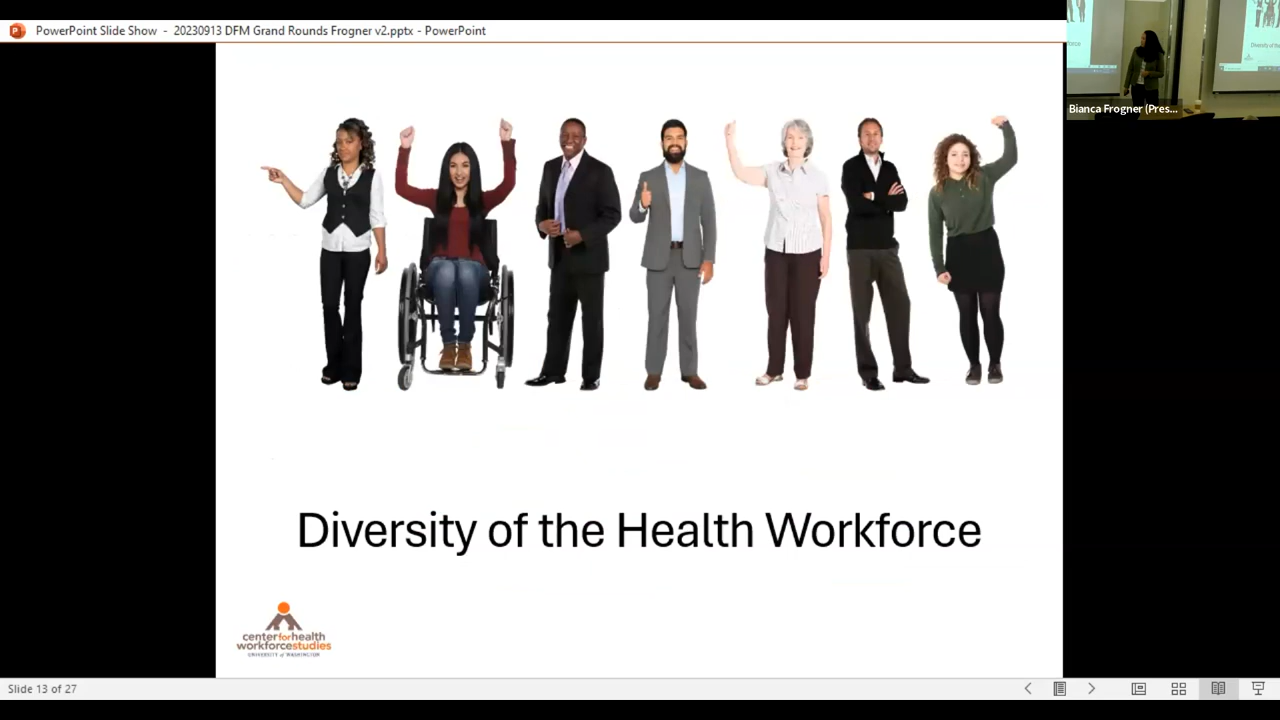 PowerPoint Slide Show - 20230913 DFM Grand Rounds Frogner v2.pptx - PowerPoint
Bianca Frogner (Pres...
Diversity of the Health Workforce
centerforhealth
workforcestudies
UNIVERSITY of WASHINGTON
Slide 13 of 27